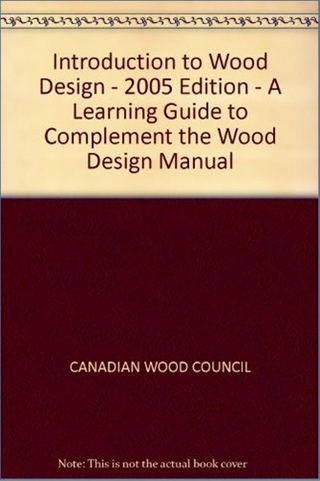 Introduction to Wood
Design - 2005 Edition - A
Learning Guide to
Complement the Wood
Design Manual
CANADIAN WOOD COUNCIL
Note: This is not the actual book cover